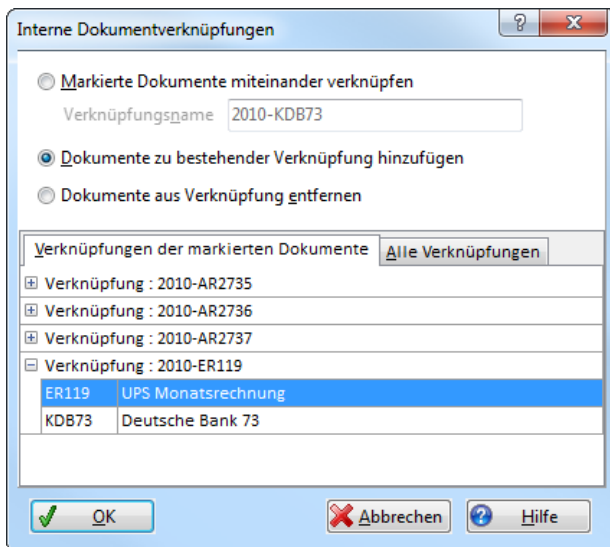 Interne Dokumentverknüpfungen
Markierte Dokumente miteinander verknüpfen
Verknüpfungsname 2010-KDB73
Dokumente zu bestehender Verknüpfung hinzufügen
Dokumente aus Verknüpfung entfernen
Verknüpfungen der markierten Dokumente Alle Verknüpfungen
Verknüpfung : 2010-AR2735
Verknüpfung : 2010-AR2736
Verknüpfung : 2010-AR2737
Verknüpfung : 2010-ER119
ER119 UPS Monatsrechnung
KDB73 Deutsche Bank 73
OK Abbrechen Hilfe